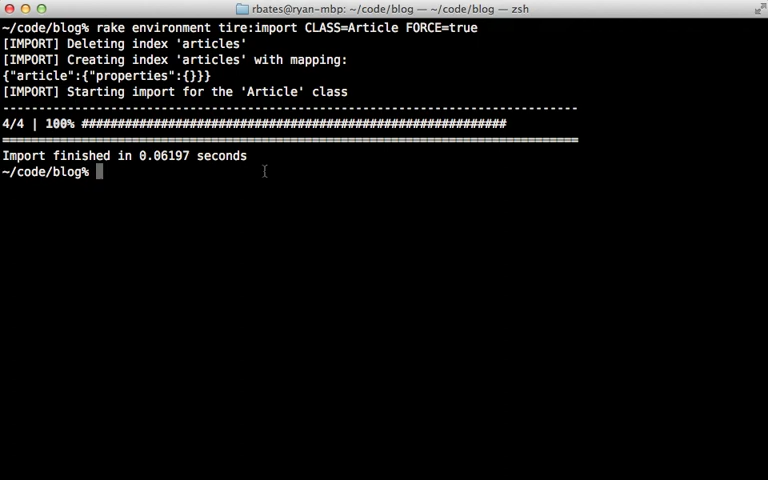 rbates@ryan-mbp: ~/code/blog — ~/code/blog — zsh
~/code/blog% rake environment tire:import CLASS=Article FORCE=true
[IMPORT] Deleting index 'articles'
[IMPORT] Creating index 'articles' with mapping:
{"article":{"properties":{}}}
[IMPORT] Starting import for the 'Article' class
--------------------------------------------------------------------------------
4/4 | 100% ###########################################################
================================================================================
Import finished in 0.06197 seconds
~/code/blog%